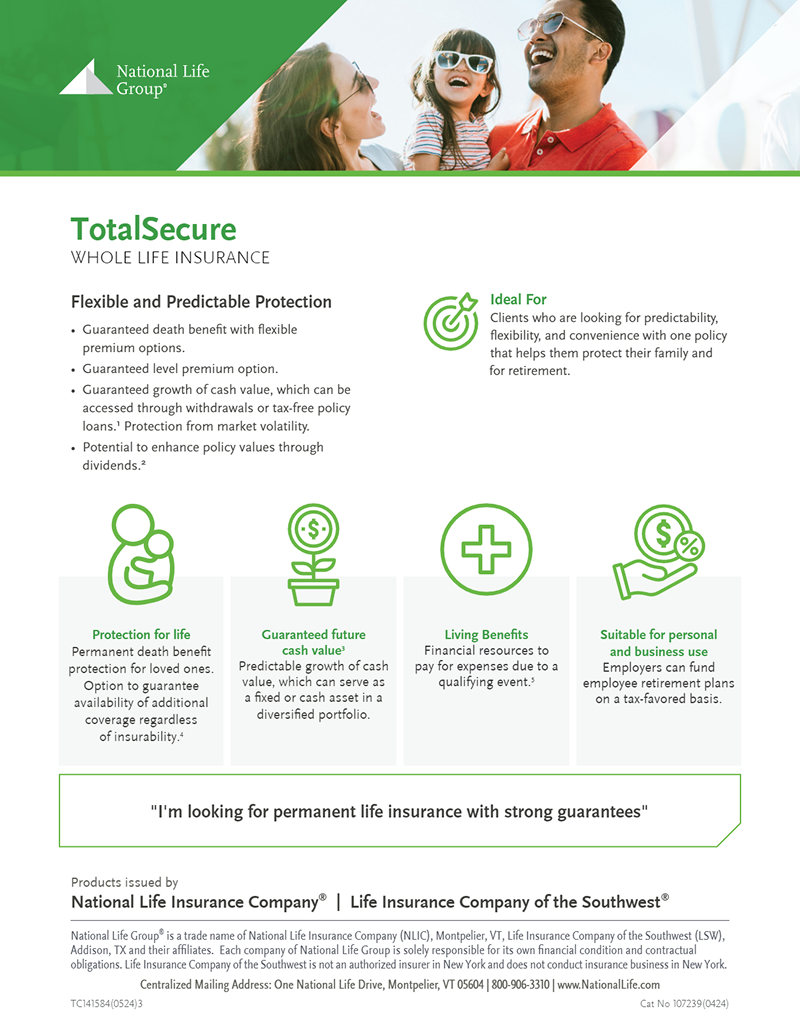 National Life
Group®
TotalSecure
WHOLE LIFE INSURANCE
Flexible and Predictable Protection
• Guaranteed death benefit with flexible
premium options.
• Guaranteed level premium option.
• Guaranteed growth of cash value, which can be
accessed through withdrawals or tax-free policy
loans.¹ Protection from market volatility.
• Potential to enhance policy values through
dividends.²
Ideal For
Clients who are looking for predictability,
flexibility, and convenience with one policy
that helps them protect their family and
for retirement.
$
Protection for life
Permanent death benefit
protection for loved ones.
Option to guarantee
availability of additional
coverage regardless
of insurability.⁴
Guaranteed future
cash value³
Predictable growth of cash
value, which can serve as
a fixed or cash asset in a
diversified portfolio.
Living Benefits
Financial resources to
pay for expenses due to a
qualifying event.⁵
$ %
Suitable for personal
and business use
Employers can fund
employee retirement plans
on a tax-favored basis.
"I'm looking for permanent life insurance with strong guarantees"
Products issued by
National Life Insurance Company® | Life Insurance Company of the Southwest®
National Life Group® is a trade name of National Life Insurance Company (NLIC), Montpelier, VT, Life Insurance Company of the Southwest (LSW),
Addison, TX and their affiliates. Each company of National Life Group is solely responsible for its own financial condition and contractual
obligations. Life Insurance Company of the Southwest is not an authorized insurer in New York and does not conduct insurance business in New York.
Centralized Mailing Address: One National Life Drive, Montpelier, VT 05604 | 800-906-3310 | www.NationalLife.com
TC141584(0524)3
Cat No 107239(0424)